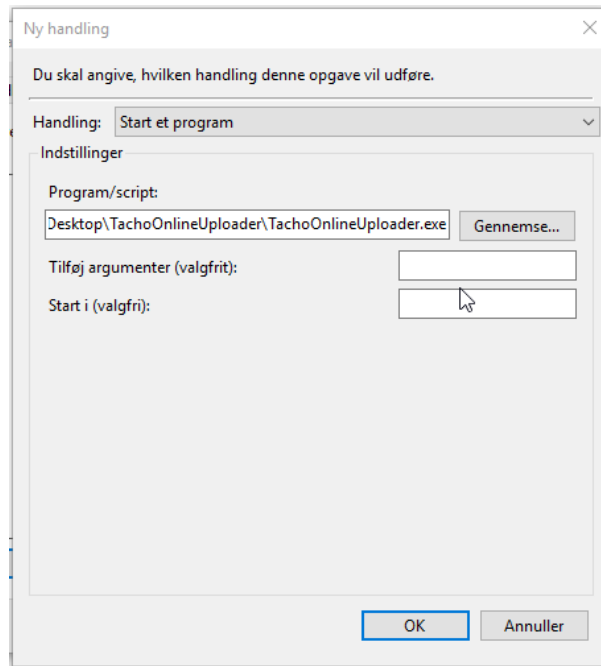 Ny handling
Du skal angive, hvilken handling denne opgave vil udføre.
Handling: Start et program
Indstillinger
Program/script:
Desktop\TachoOnlineUploader\TachoOnlineUploader.exe Gennemse...
Tilføj argumenter (valgfrit):
Start i (valgfri):
OK Annuller